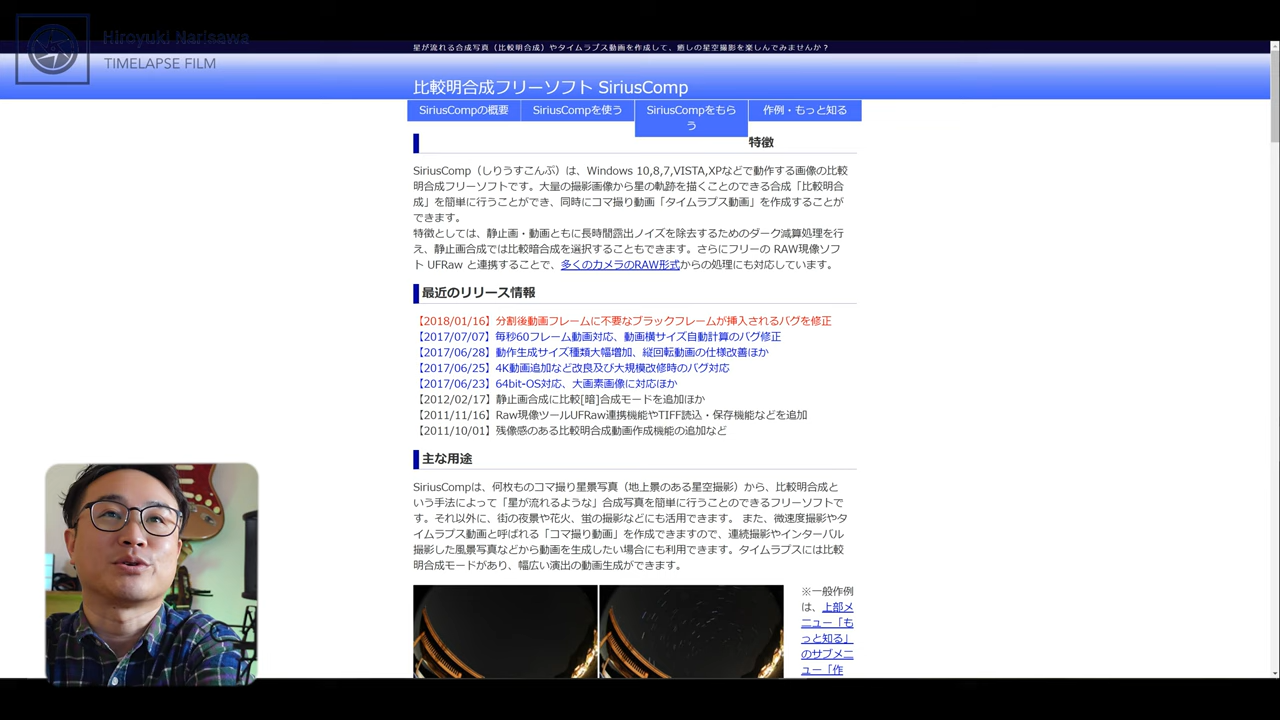 Hiroyuki Narisawa
TIMELAPSE FILM
星が流れる合成写真（比較明合成）やタイムラプス動画を作成して、癒しの星空撮影を楽しんでみませんか？
比較明合成フリーソフト SiriusComp
SiriusCompの概要
SiriusCompを使う
SiriusCompをもら
う
作例・もっと知る
特徴
SiriusComp（しりうすこんぷ）は、Windows 10,8,7,VISTA,XPなどで動作する画像の比較
明合成フリーソフトです。大量の撮影画像から星の軌跡を描くことのできる合成「比較明合
成」を簡単に行うことができ、同時にコマ撮り動画「タイムラプス動画」を作成することが
できます。
特徴としては、静止画・動画ともに長時間露出ノイズを除去するためのダーク減算処理を行
え、静止画合成では比較暗合成を選択することもできます。さらにフリーの RAW現像ソフ
ト UFRaw と連携することで、多くのカメラのRAW形式からの処理にも対応しています。
最近のリリース情報
【2018/01/16】分割後動画フレームに不要なブラックフレームが挿入されるバグを修正
【2017/07/07】毎秒60フレーム動画対応、動画横サイズ自動計算のバグ修正
【2017/06/28】動作生成サイズ種類大幅増加、縦回転動画の仕様改善ほか
【2017/06/25】4K動画追加など改良及び大規模改修時のバグ対応
【2017/06/23】64bit-OS対応、大画素画像に対応ほか
【2012/02/17】静止画合成に比較[暗]合成モードを追加ほか
【2011/11/16】Raw現像ツールUFRaw連携機能やTIFF読込・保存機能などを追加
【2011/10/01】残像感のある比較明合成動画作成機能の追加など
主な用途
SiriusCompは、何枚ものコマ撮り星景写真（地上景のある星空撮影）から、比較明合成と
いう手法によって「星が流れるような」合成写真を簡単に行うことのできるフリーソフトで
す。それ以外に、街の夜景や花火、蛍の撮影などにも活用できます。 また、微速度撮影やタ
イムラプス動画と呼ばれる「コマ撮り動画」を作成できますので、連続撮影やインターバル
撮影した風景写真などから動画を生成したい場合にも利用できます。タイムラプスには比較
明合成モードがあり、幅広い演出の動画生成ができます。
※一般作例
は、上部メ
ニュー「も
っと知る」
のサブメニ
ュー「作